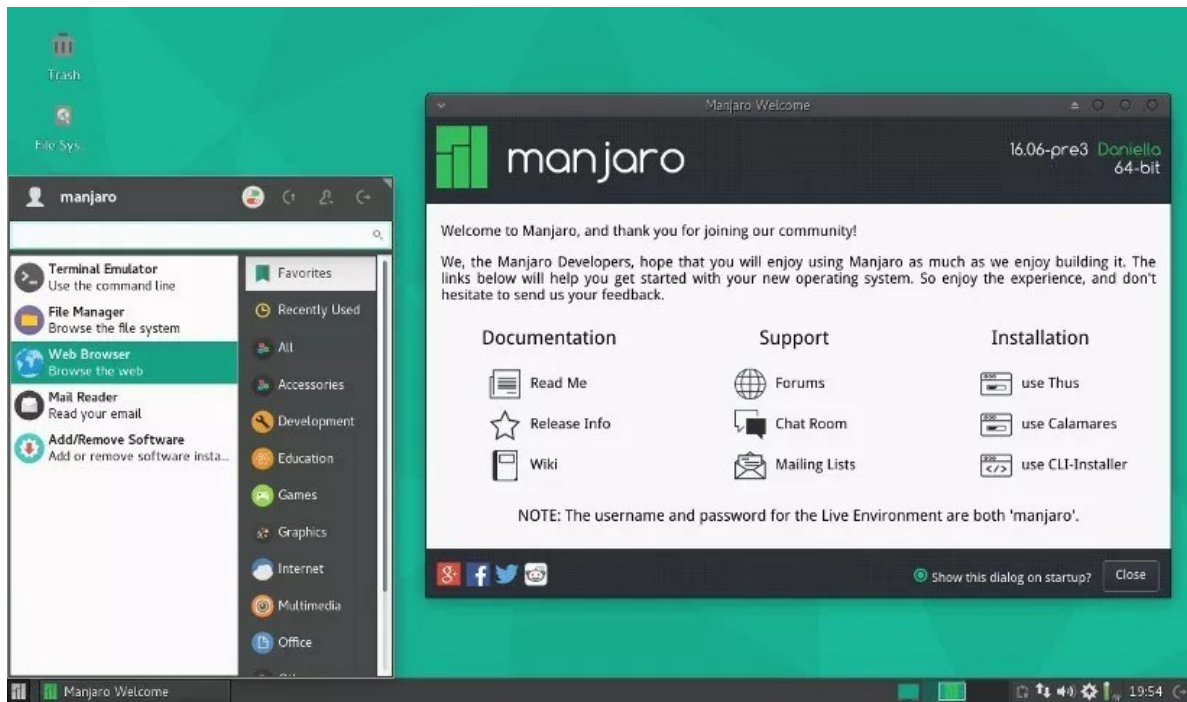 Trash
File Sys...
manjaro
Terminal Emulator
Use the command line
File Manager
Browse the file system
Web Browser
Browse the web
Mail Reader
Read your email
Add/Remove Software
Add or remove software insta...
Favorites
Recently Used
All
Accessories
Development
Education
Games
Graphics
Internet
Multimedia
Office
Manjaro Welcome
manjaro
16.06-pre3 Daniella
64-bit
Welcome to Manjaro, and thank you for joining our community!
We, the Manjaro Developers, hope that you will enjoy using Manjaro as much as we enjoy building it. The
links below will help you get started with your new operating system. So enjoy the experience, and don't
hesitate to send us your feedback.
Documentation
Read Me
Release Info
Wiki
Support
Forums
Chat Room
Mailing Lists
Installation
use Thus
use Calamares
use CLI-Installer
NOTE: The username and password for the Live Environment are both 'manjaro'.
Show this dialog on startup?
Close
Manjaro Welcome
19:54